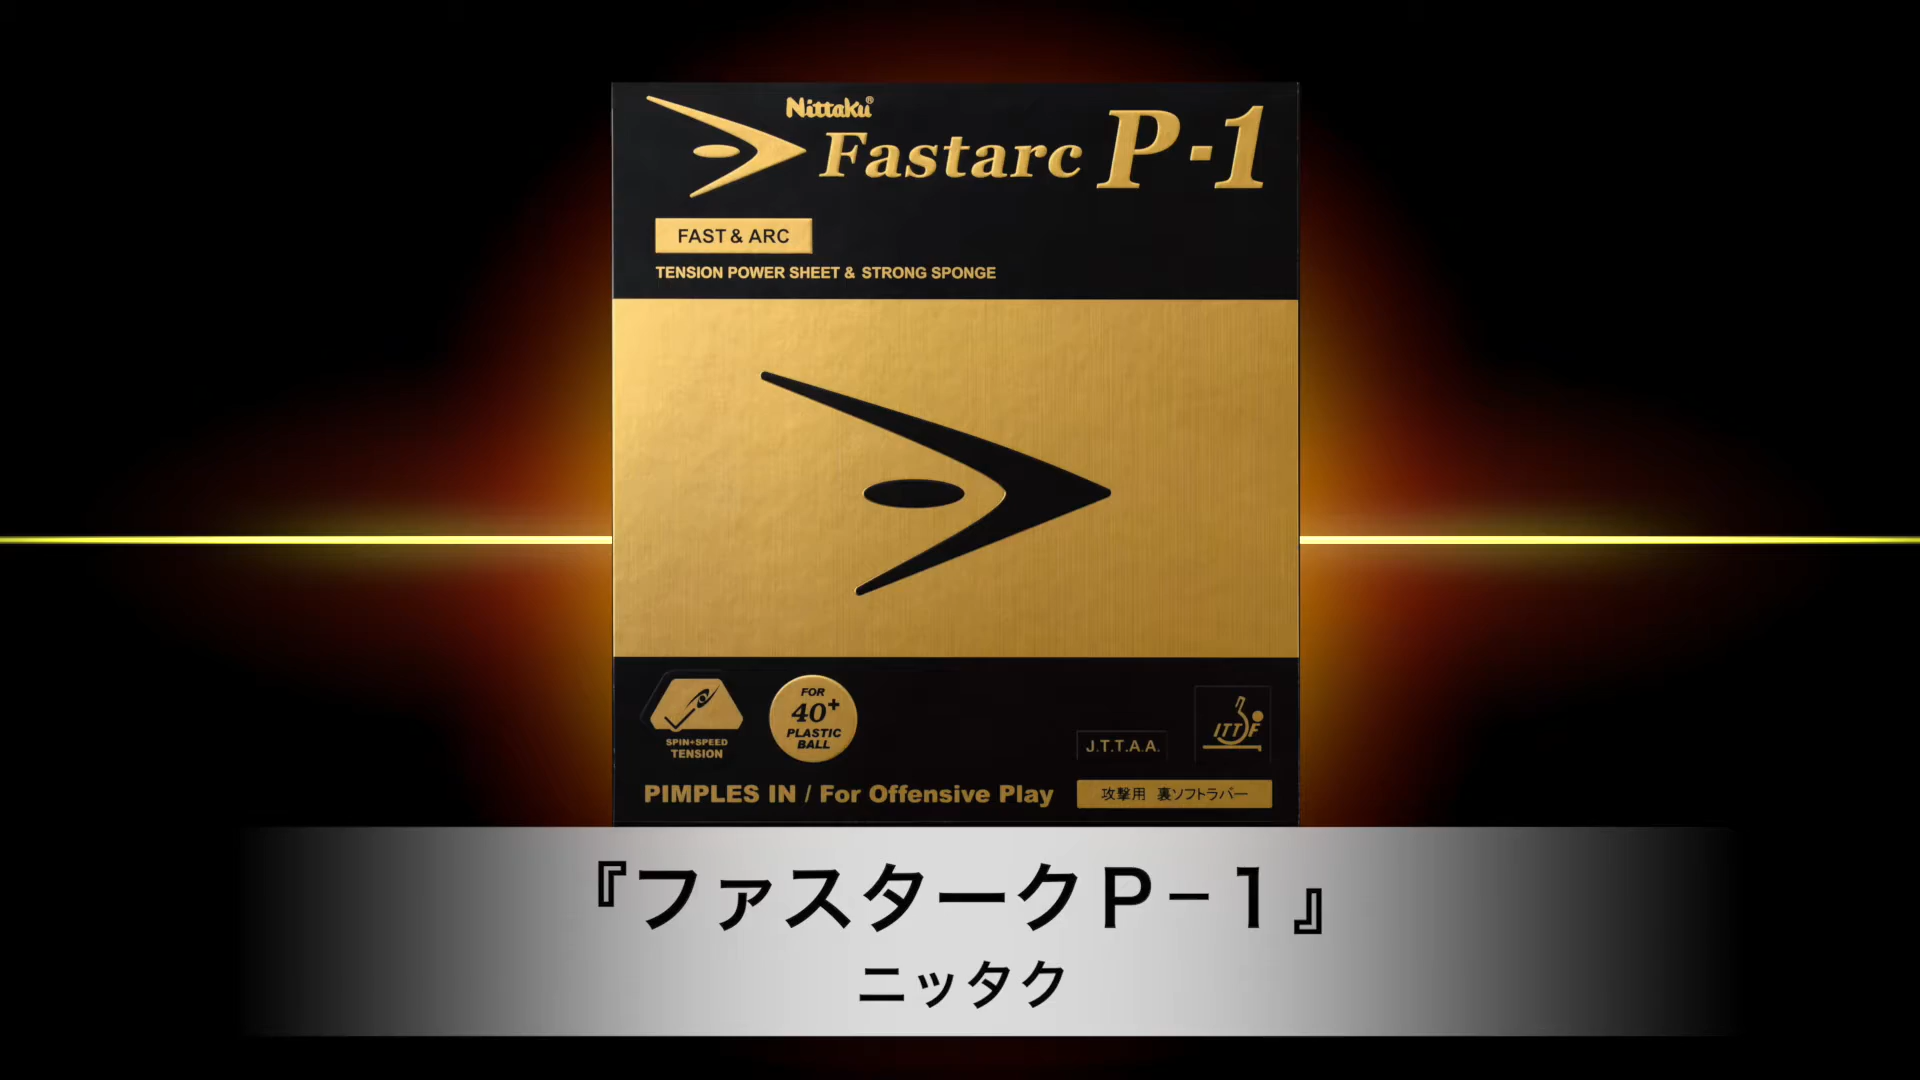 Nittaku®
Fastarc P-1
FAST & ARC
TENSION POWER SHEET & STRONG SPONGE
SPIN+SPEED
TENSION
FOR
40+
PLASTIC
BALL
J.T.T.A.A.
ITTF
PIMPLES IN / For Offensive Play
攻撃用 裏ソフトラバー
『ファスタークP-1』
ニッタク